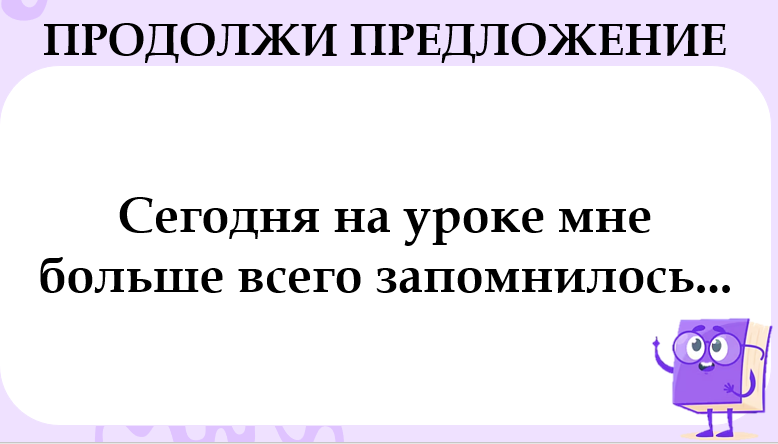 ПРОДОЛЖИ ПРЕДЛОЖЕНИЕ
Сегодня на уроке мне
больше всего запомнилось...